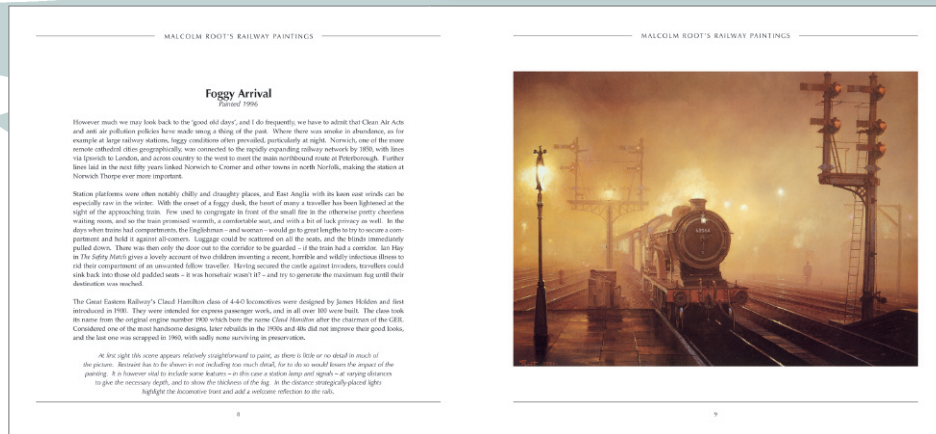 MALCOLM ROOT'S RAILWAY PAINTINGS
Foggy Arrival
Painted 1996
However much we may look back to the 'good old days', and I do frequently, we have to admit that Clean Air Acts
and anti air pollution policies have made smog a thing of the past. Where there was smoke in abundance, as for
example at large railway stations, foggy conditions often prevailed, particularly at night. Norwich, one of the more
remote cathedral cities geographically, was connected to the rapidly expanding railway network by 1850, with lines
via Ipswich to London, and across country to the west to meet the main northbound route at Peterborough. Further
lines laid in the next fifty years linked Norwich to Cromer and other towns in north Norfolk, making the station at
Norwich Thorpe ever more important.
Station platforms were often notably chilly and draughty places, and East Anglia with its keen east winds can be
especially raw in the winter. With the onset of a foggy dusk, the heart of many a traveller has been lightened at the
sight of the approaching train. Few used to congregate in front of the small fire in the otherwise pretty cheerless
waiting room, and so the train promised warmth, a comfortable seat, and with a bit of luck privacy as well. In the
days when trains had compartments, the Englishman – and woman – would go to great lengths to try to secure a com-
partment and hold it against all-comers. Luggage could be scattered on all the seats, and the blinds immediately
pulled down. There was then only the door out to the corridor to be guarded – if the train had a corridor. Ian Hay
in The Safety Match gives a lovely account of two children inventing a recent, horrible and wildly infectious illness to
rid their compartment of an unwanted fellow traveller. Having secured the castle against invaders, travellers could
sink back into those old padded seats – it was horsehair wasn't it? – and try to generate the maximum fug until their
destination was reached.
The Great Eastern Railway's Claud Hamilton class of 4-4-0 locomotives were designed by James Holden and first
introduced in 1900. They were intended for express passenger work, and in all over 100 were built. The class took
its name from the original engine number 1900 which bore the name Claud Hamilton after the chairman of the GER.
Considered one of the most handsome designs, later rebuilds in the 1930s and 40s did not improve their good looks,
and the last one was scrapped in 1960, with sadly none surviving in preservation.
At first sight this scene appears relatively straightforward to paint, as there is little or no detail in much of
the picture. Restraint has to be shown in not including too much detail, for to do so would lessen the impact of the
painting. It is however vital to include some features – in this case a station lamp and signals – at varying distances
to give the necessary depth, and to show the thickness of the fog. In the distance strategically-placed lights
highlight the locomotive front and add a welcome reflection to the rails.
8
MALCOLM ROOT'S RAILWAY PAINTINGS
9